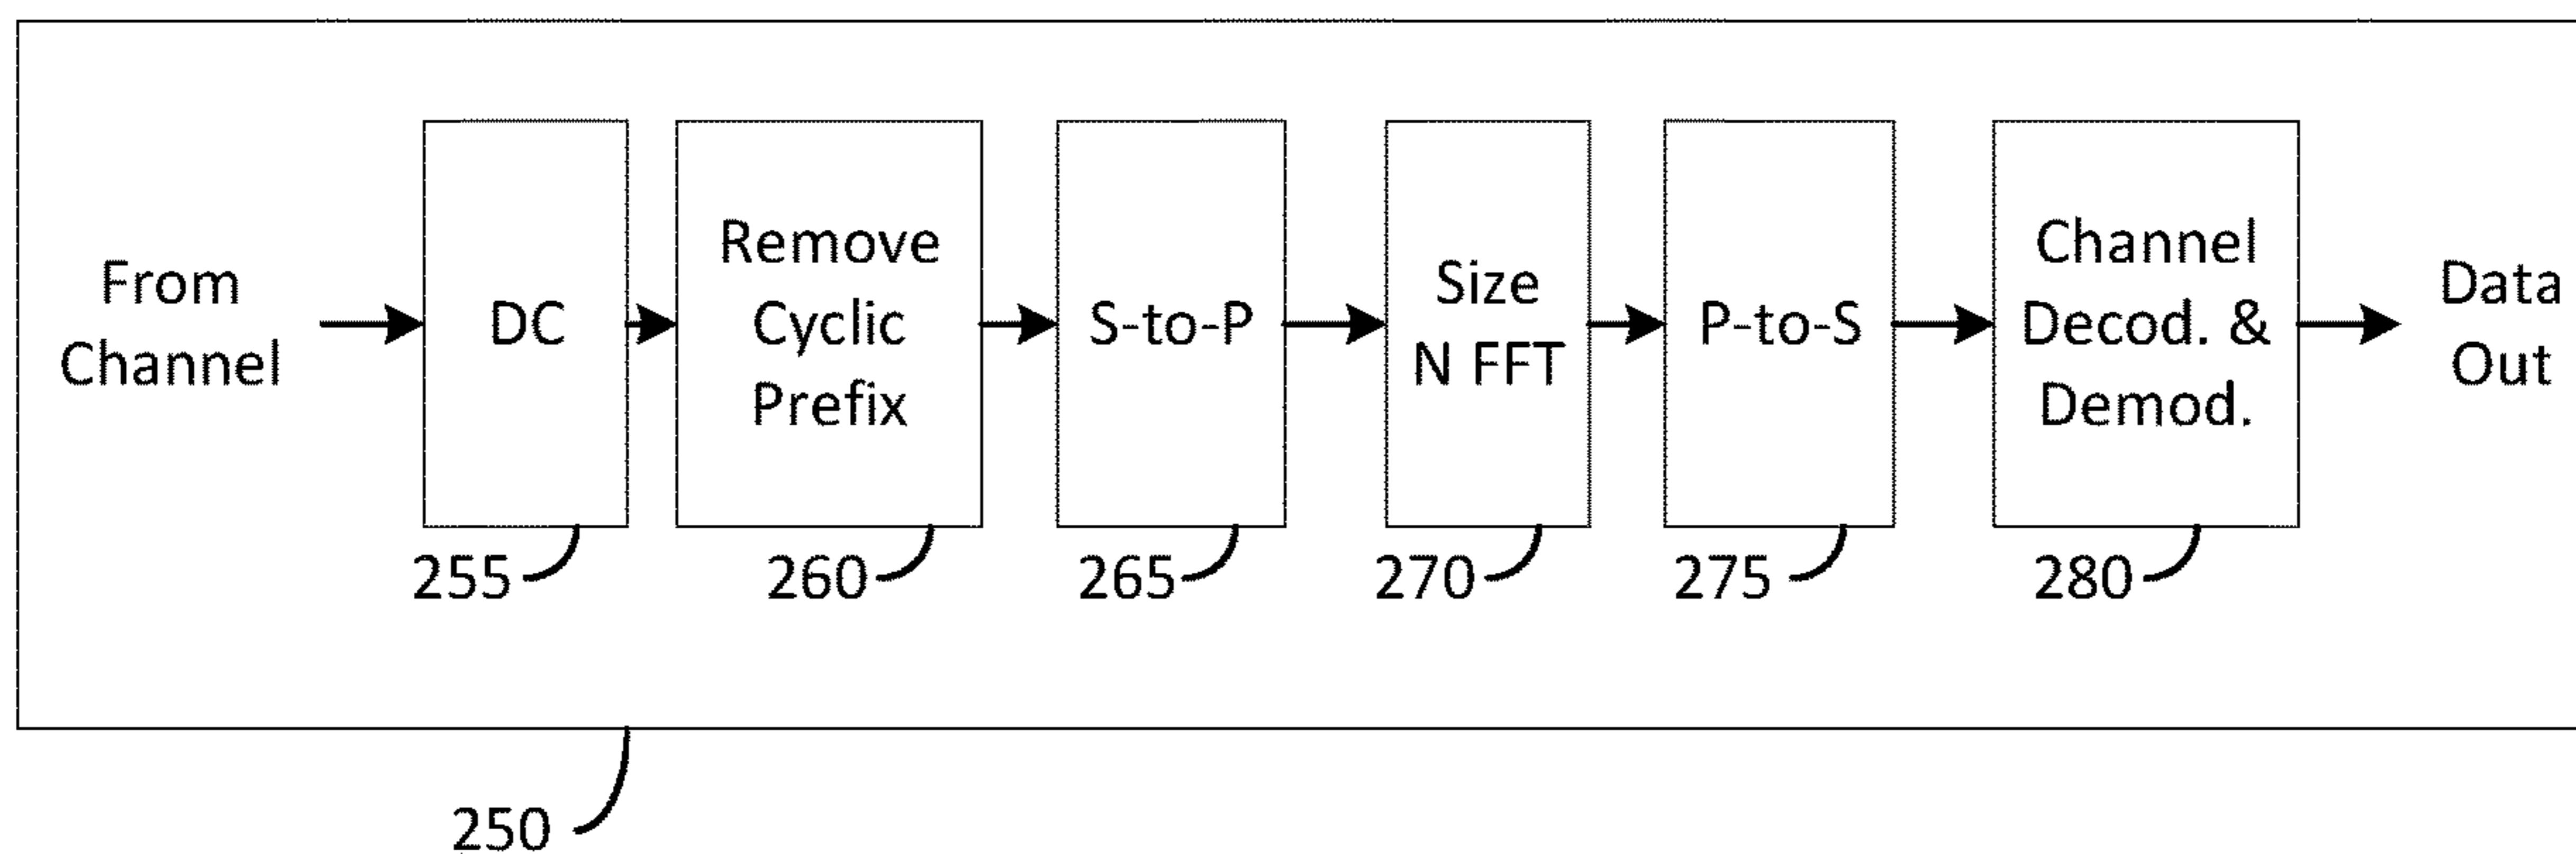 From
Channel
DC
Remove
Cyclic
Prefix
S-to-P
Size
N FFT
P-to-S
Channel
Decod. &
Demod.
Data
Out
255
260
265
270
275
280
250